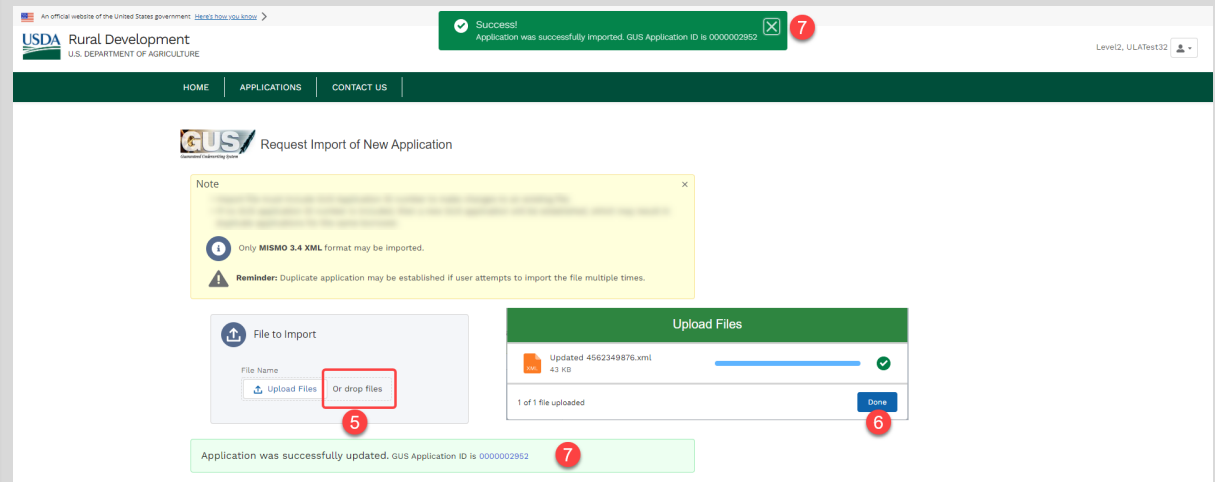 An official website of the United States government Here's how you know
Success!
Application was successfully imported. GUS Application ID is 0000002952
7
USDA Rural Development
U.S. DEPARTMENT OF AGRICULTURE
Level2, ULATest32
HOME APPLICATIONS CONTACT US
GUS
Guaranteed Underwriting System
Request Import of New Application
Note
Only MISMO 3.4 XML format may be imported.
Reminder: Duplicate application may be established if user attempts to import the file multiple times.
File to Import
File Name
Upload Files Or drop files
5
Upload Files
XML
Updated 4562349876.xml
43 KB
1 of 1 file uploaded
Done
6
Application was successfully updated. GUS Application ID is 0000002952
7